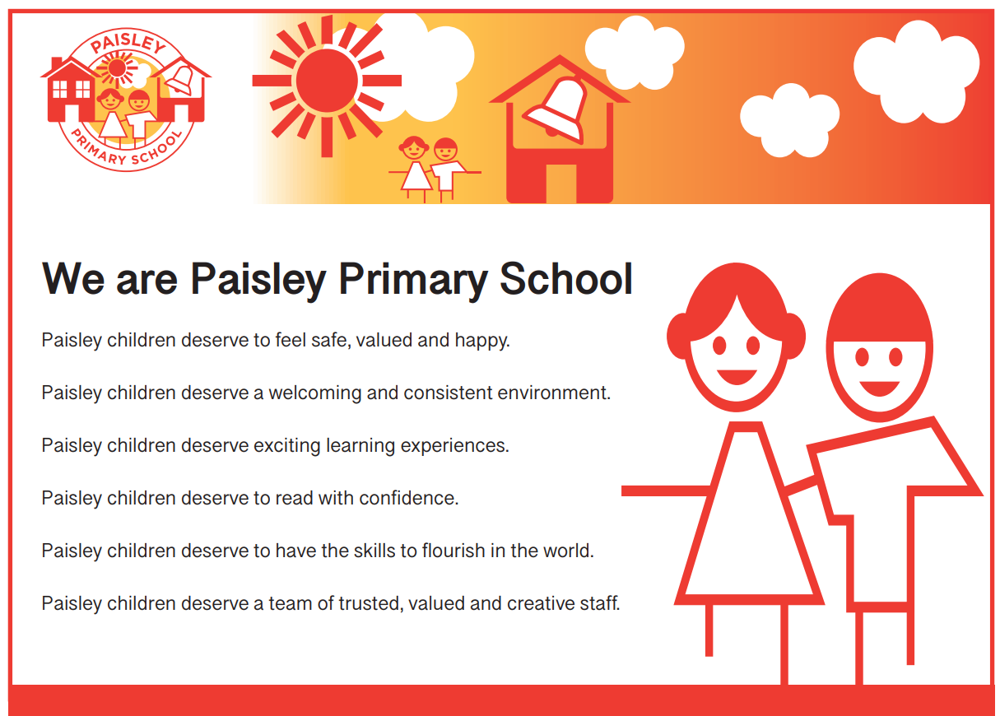 PAISLEY
PRIMARY SCHOOL
We are Paisley Primary School
Paisley children deserve to feel safe, valued and happy.
Paisley children deserve a welcoming and consistent environment.
Paisley children deserve exciting learning experiences.
Paisley children deserve to read with confidence.
Paisley children deserve to have the skills to flourish in the world.
Paisley children deserve a team of trusted, valued and creative staff.